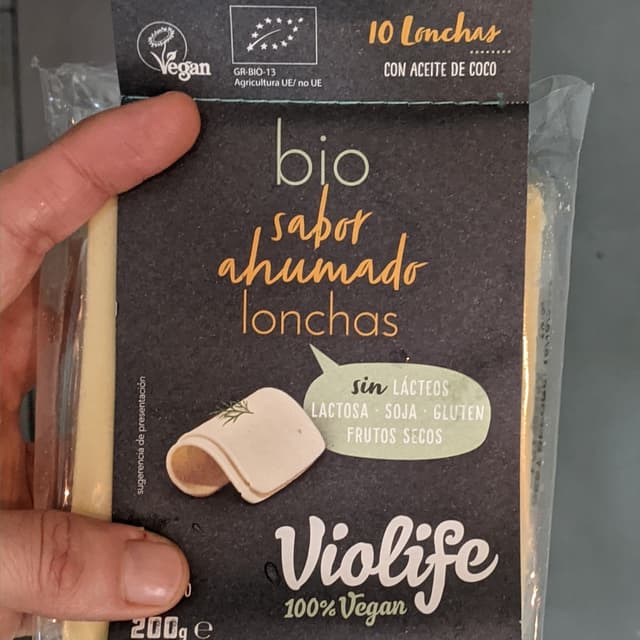 Vegan
GR-BIO-13
Agricultura UE/ no UE
10 Lonchas
CON ACEITE DE COCO
bio
sabor
ahumado
lonchas
sin LÁCTEOS
LACTOSA · SOJA · GLUTEN
FRUTOS SECOS
sugerencia de presentación
Violife
100% Vegan
200g e